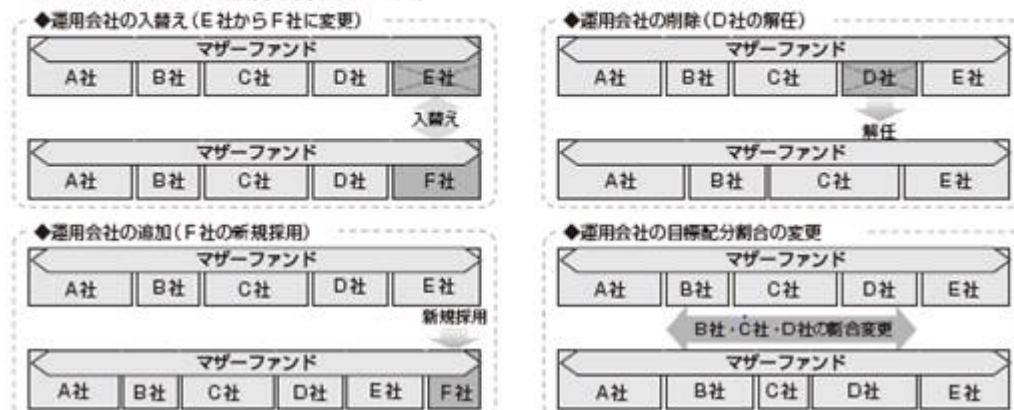 ◆運用会社の入替え(E社からF社に変更)
マザーファンド
A社 B社 C社 D社 E社
入替え
マザーファンド
A社 B社 C社 D社 F社
◆運用会社の削除(D社の解任)
マザーファンド
A社 B社 C社 D社 E社
解任
マザーファンド
A社 B社 C社 E社
◆運用会社の追加(F社の新規採用)
マザーファンド
A社 B社 C社 D社 E社
新規採用
マザーファンド
A社 B社 C社 D社 E社 F社
◆運用会社の目標配分割合の変更
マザーファンド
A社 B社 C社 D社 E社
B社・C社・D社の割合変更
マザーファンド
A社 B社 C社 D社 E社